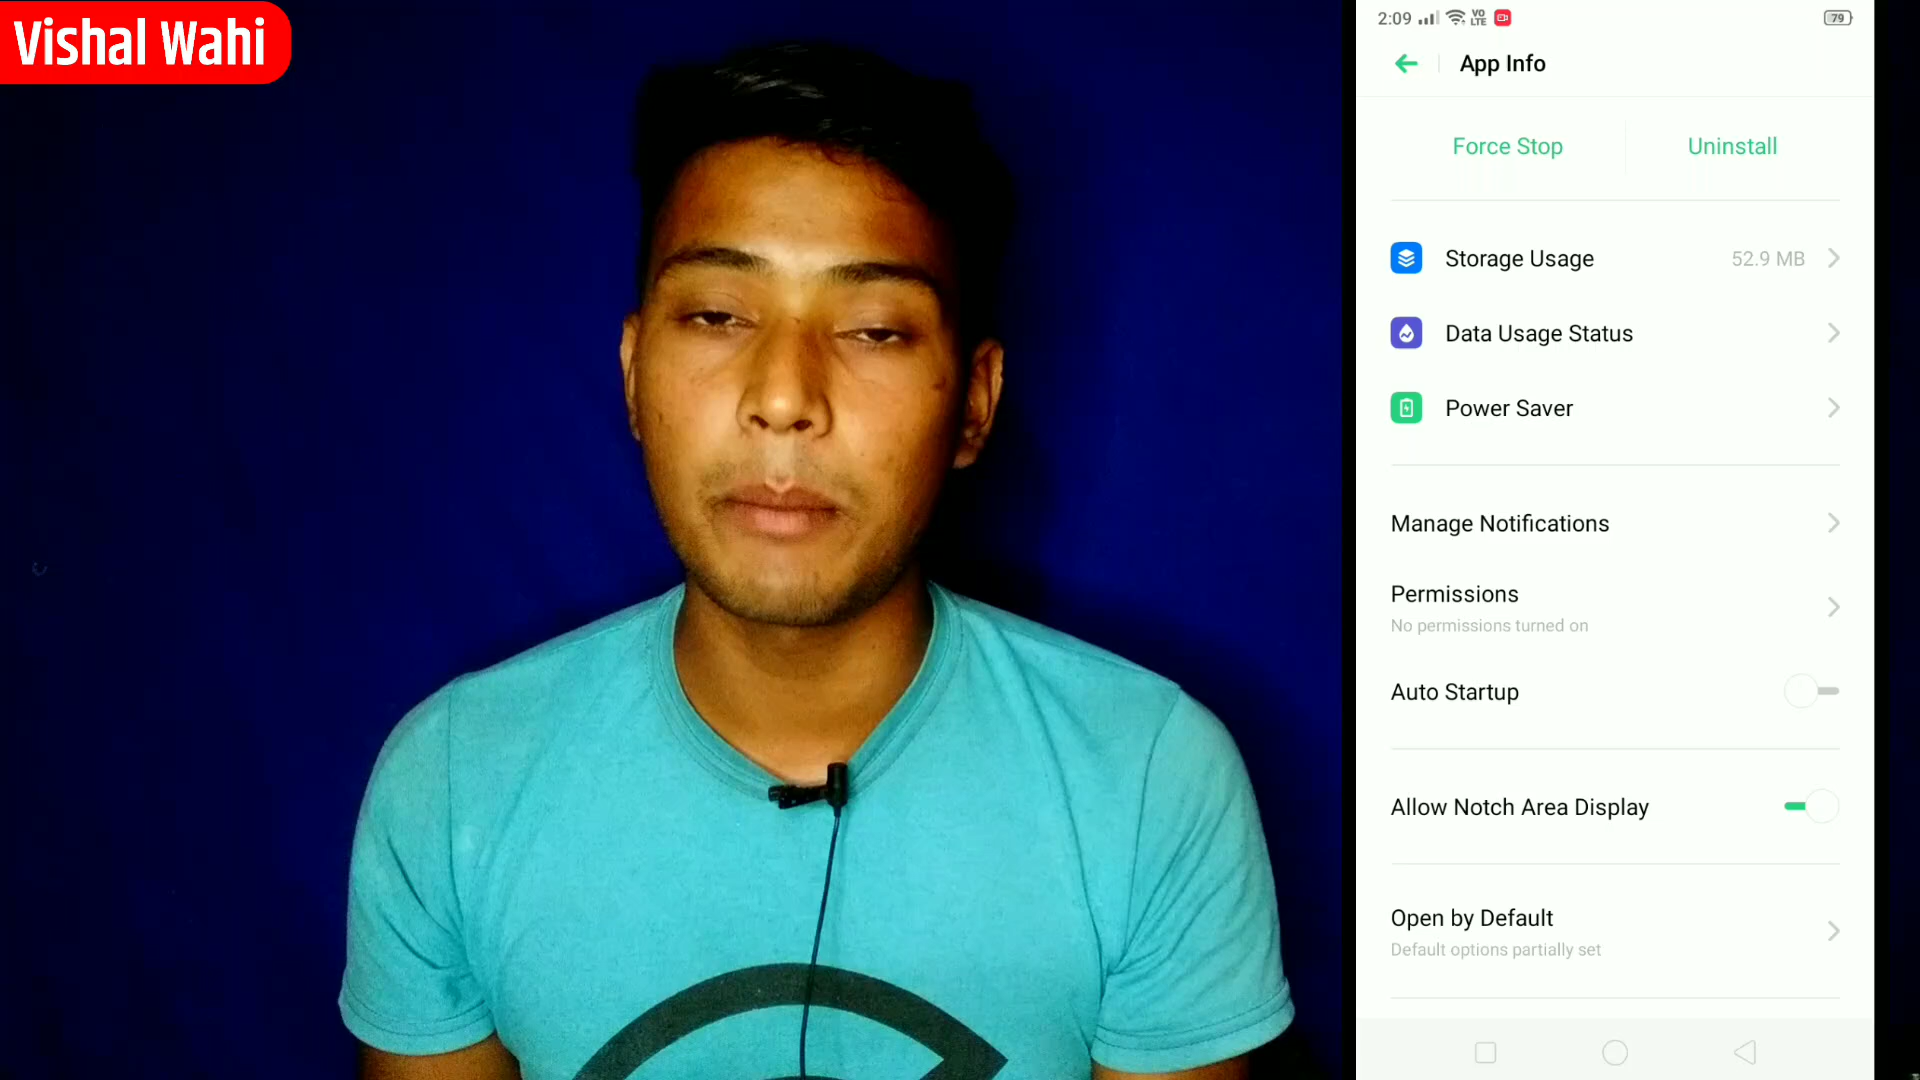 Vishal Wahi
2:09
VO
LTE
79
App Info
Force Stop
Uninstall
Storage Usage
52.9 MB
Data Usage Status
Power Saver
Manage Notifications
Permissions
No permissions turned on
Auto Startup
Allow Notch Area Display
Open by Default
Default options partially set